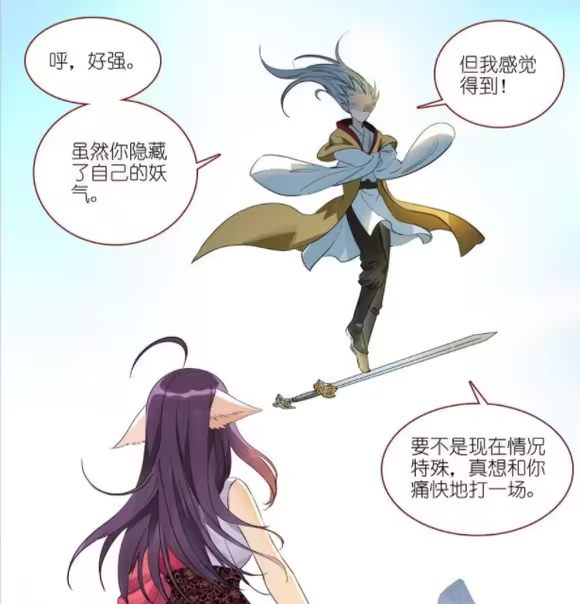 呼，好强。
虽然你隐藏
了自己的妖
气。
但我感觉
得到！
要不是现在情况
特殊，真想和你
痛快地打一场。